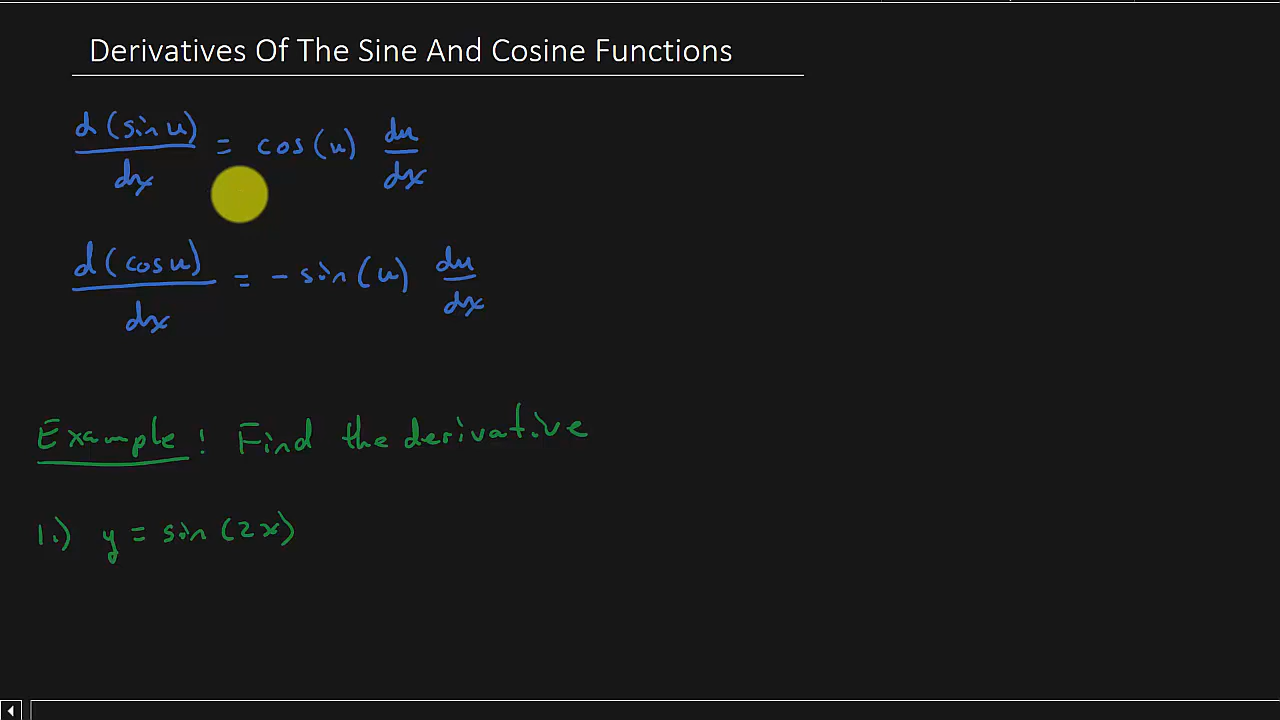 Derivatives Of The Sine And Cosine Functions
d(sin u)/dx = cos(u) du/dx
d(cos u)/dx = -sin(u) du/dx
Example: Find the derivative
1.) y = sin(2x)